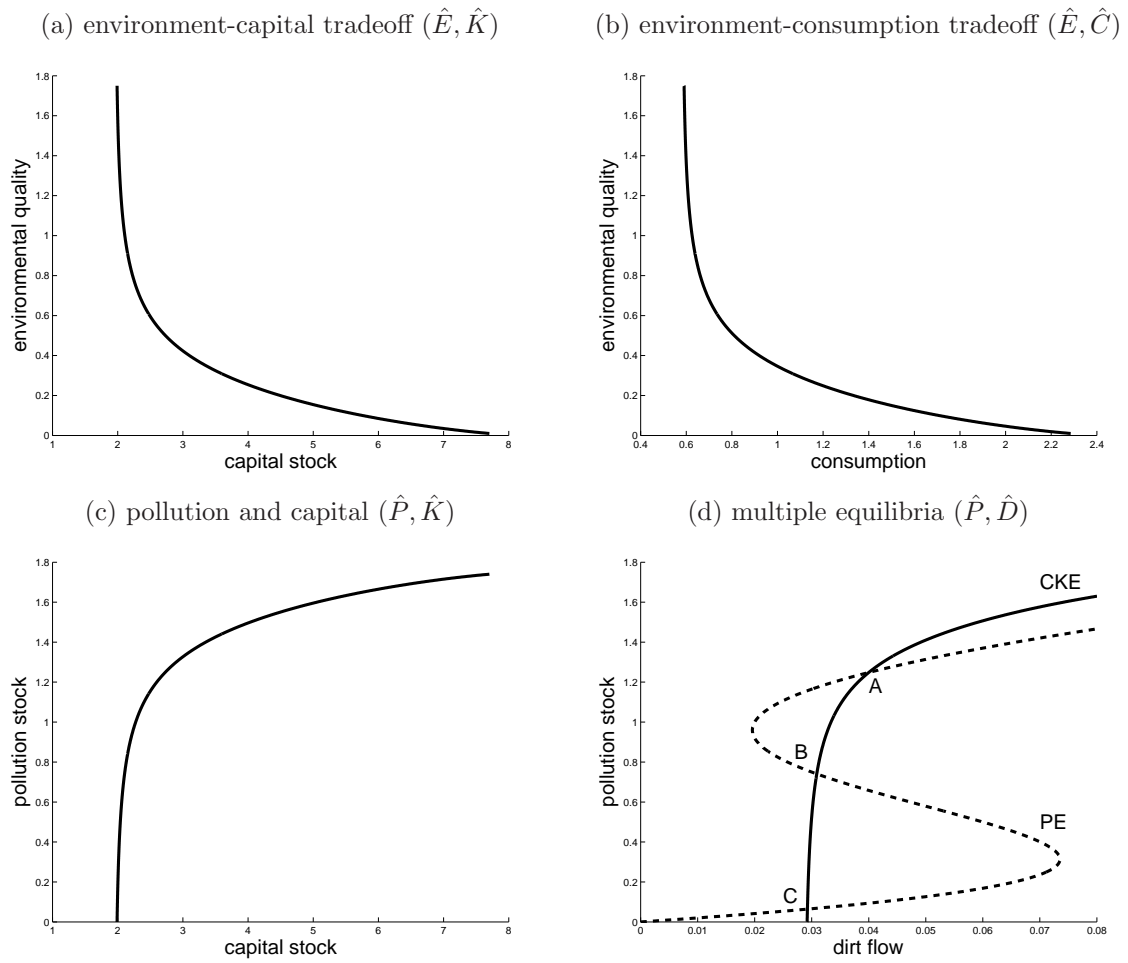 (a) environment-capital tradeoff (Ê, K̂)
(b) environment-consumption tradeoff (Ê, Ĉ)
1.8
1.6
1.4
1.2
1
0.8
0.6
0.4
0.2
0
environmental quality
1 2 3 4 5 6 7 8
capital stock
1.8
1.6
1.4
1.2
1
0.8
0.6
0.4
0.2
0
environmental quality
0.4 0.6 0.8 1 1.2 1.4 1.6 1.8 2 2.2 2.4
consumption
(c) pollution and capital (P̂, K̂)
(d) multiple equilibria (P̂, D̂)
1.8
1.6
1.4
1.2
1
0.8
0.6
0.4
0.2
0
pollution stock
1 2 3 4 5 6 7 8
capital stock
1.8
1.6
1.4
1.2
1
0.8
0.6
0.4
0.2
0
pollution stock
CKE
A
B
PE
C
0 0.01 0.02 0.03 0.04 0.05 0.06 0.07 0.08
dirt flow